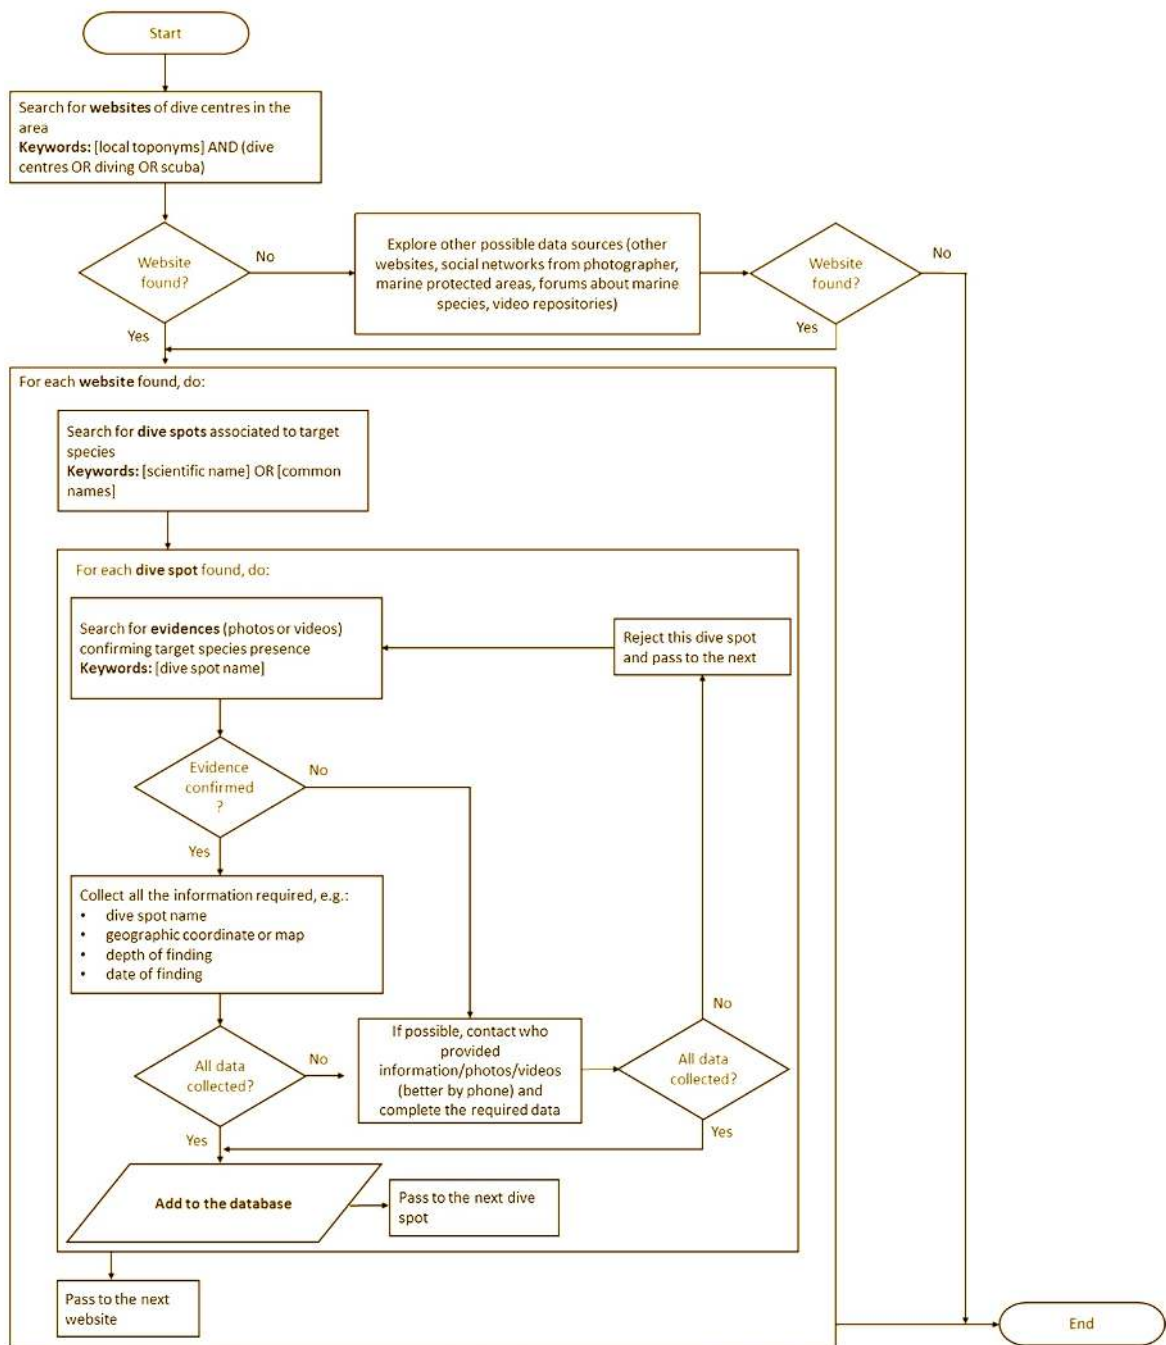 Start
Search for websites of dive centres in the
area
Keywords: [local toponyms] AND (dive
centres OR diving OR scuba)
Website
found?
No
Explore other possible data sources (other
websites, social networks from photographer,
marine protected areas, forums about marine
species, video repositories)
Website
found?
No
Yes
Yes
For each website found, do:
Search for dive spots associated to target
species
Keywords: [scientific name] OR [common
names]
For each dive spot found, do:
Search for evidences (photos or videos)
confirming target species presence
Keywords: [dive spot name]
Reject this dive spot
and pass to the next
Evidence
confirmed
?
No
Yes
Collect all the information required, e.g.:
• dive spot name
• geographic coordinate or map
• depth of finding
• date of finding
All data
collected?
No
If possible, contact who
provided
information/photos/videos
(better by phone) and
complete the required data
No
All data
collected?
Yes
Yes
Add to the database
Pass to the next dive
spot
Pass to the next
website
End